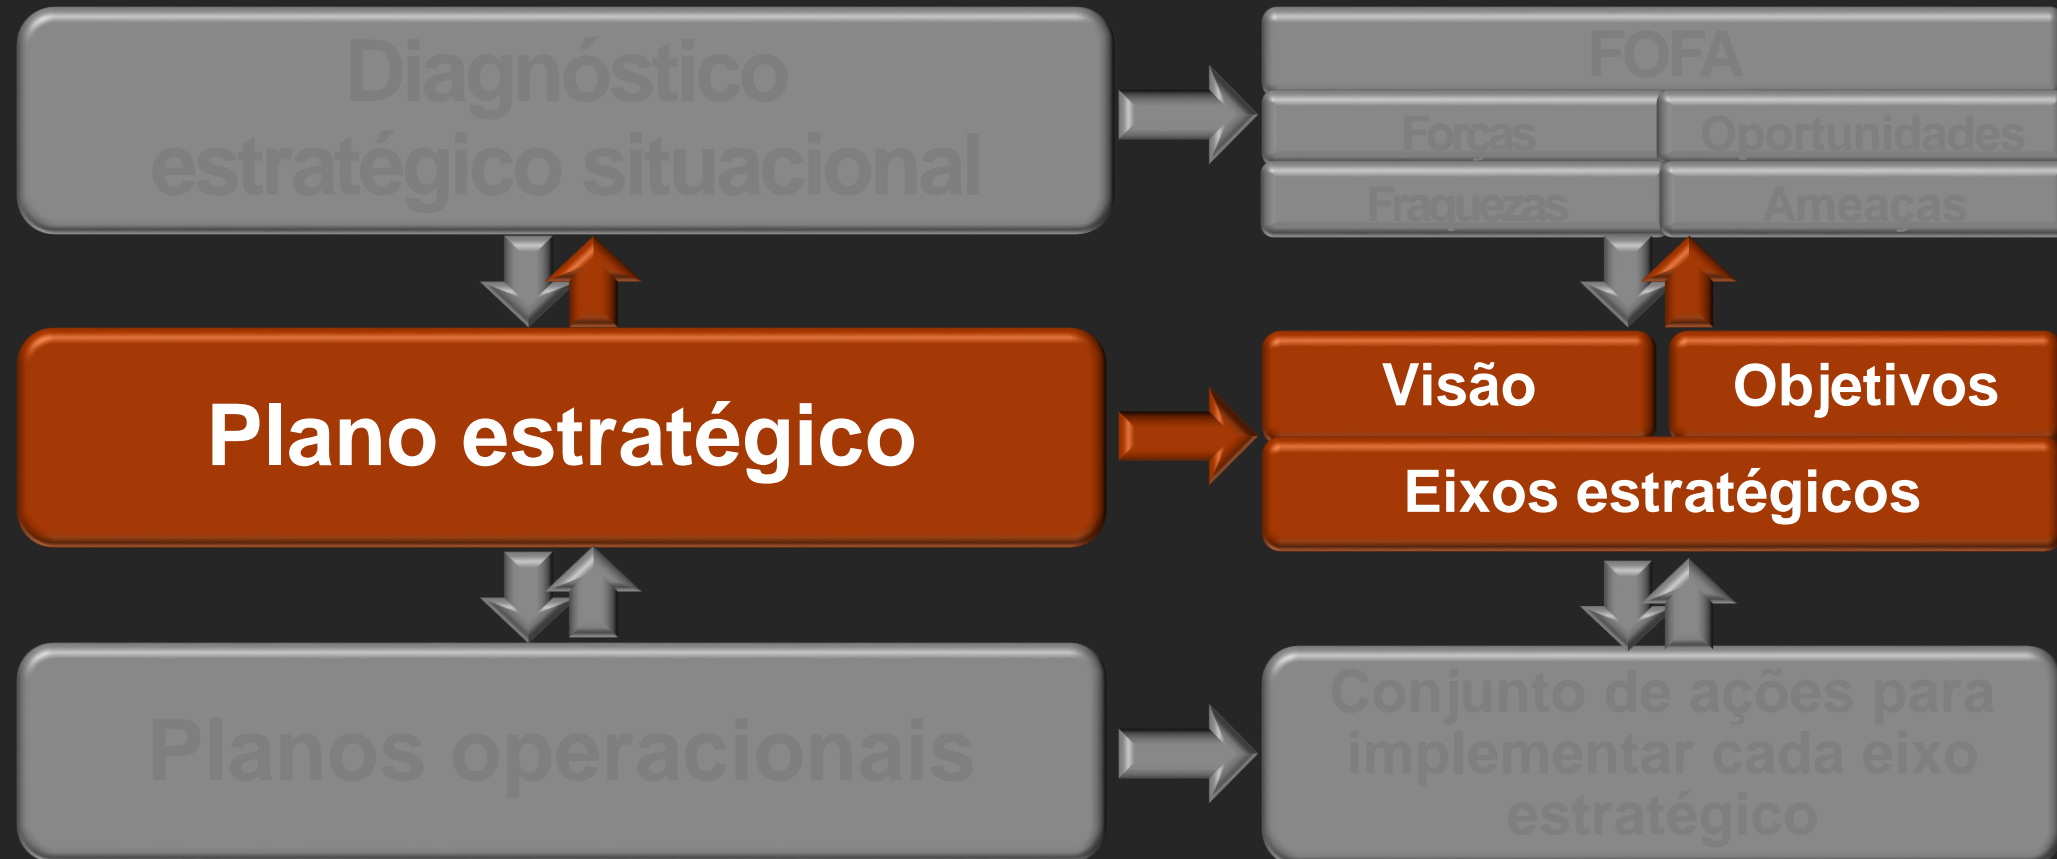 Diagnóstico
estratégico situacional
FOFA
Forças
Oportunidades
Fraquezas
Ameaças
Plano estratégico
Visão
Objetivos
Eixos estratégicos
Planos operacionais
Conjunto de ações para
implementar cada eixo
estratégico